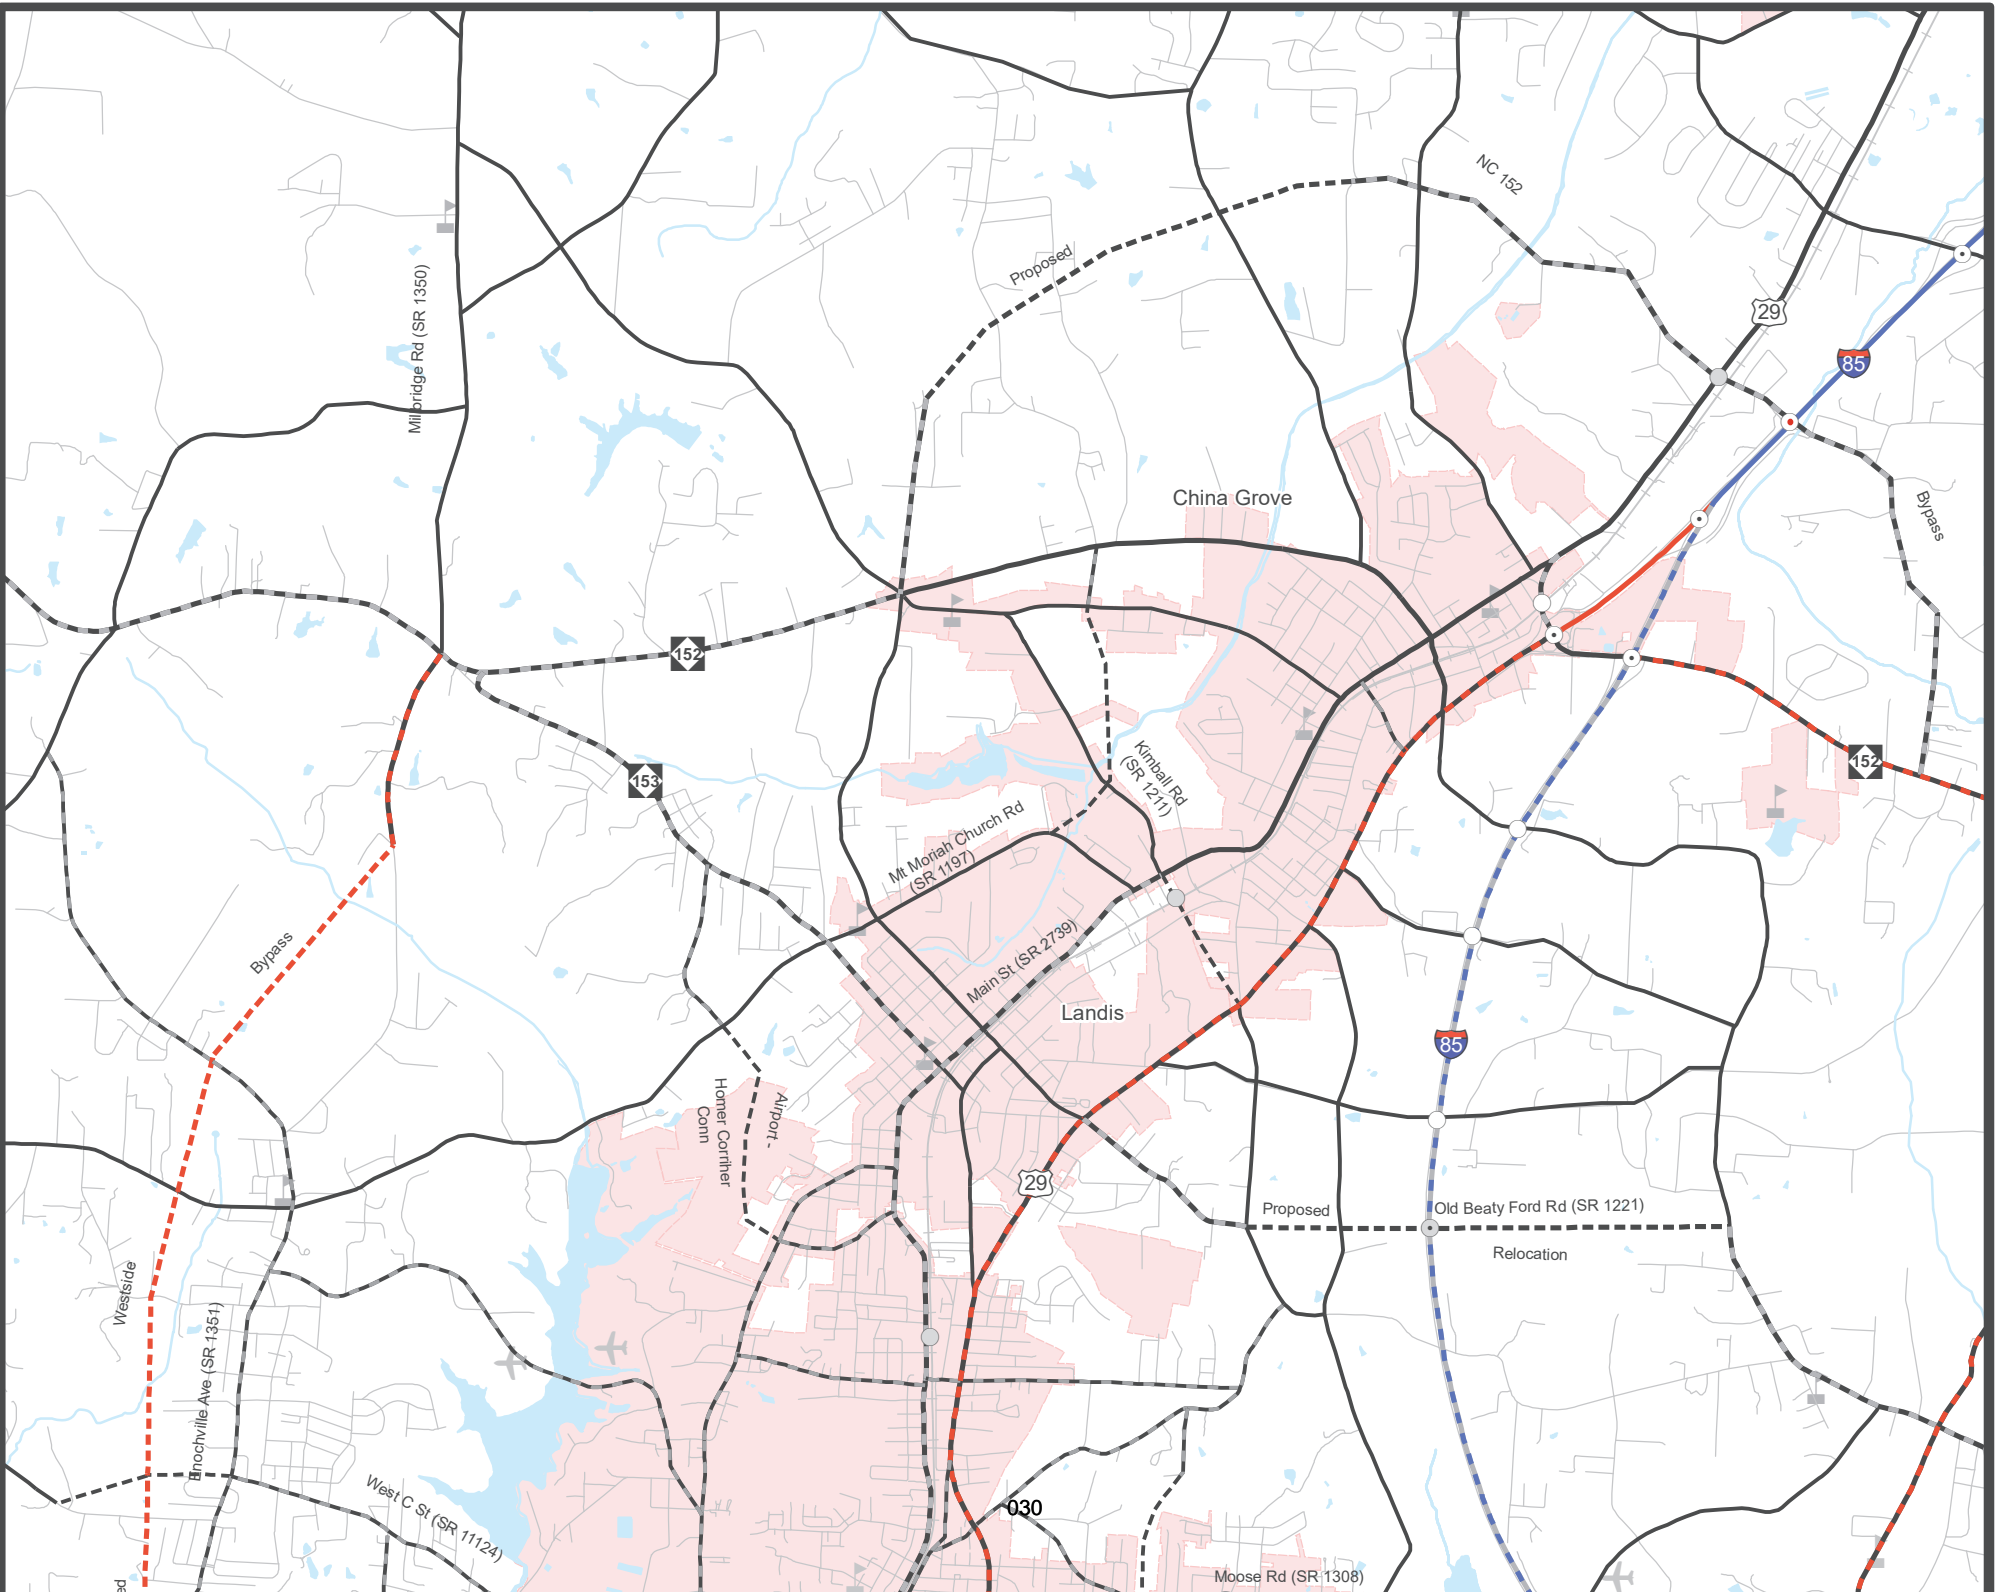 NC 152
Proposed
Millbridge Rd (SR 1350)
29
85
China Grove
Bypass
152
Kimball Rd
(SR 1211)
152
153
Mt Moriah Church Rd
(SR 1197)
Bypass
Main St (SR 2739)
Landis
85
Homer Corriher
Conn
Airport -
29
Proposed
Old Beaty Ford Rd (SR 1221)
Relocation
Westside
Enochville Ave (SR 1351)
West C St (SR 11124)
030
Moose Rd (SR 1308)
ed